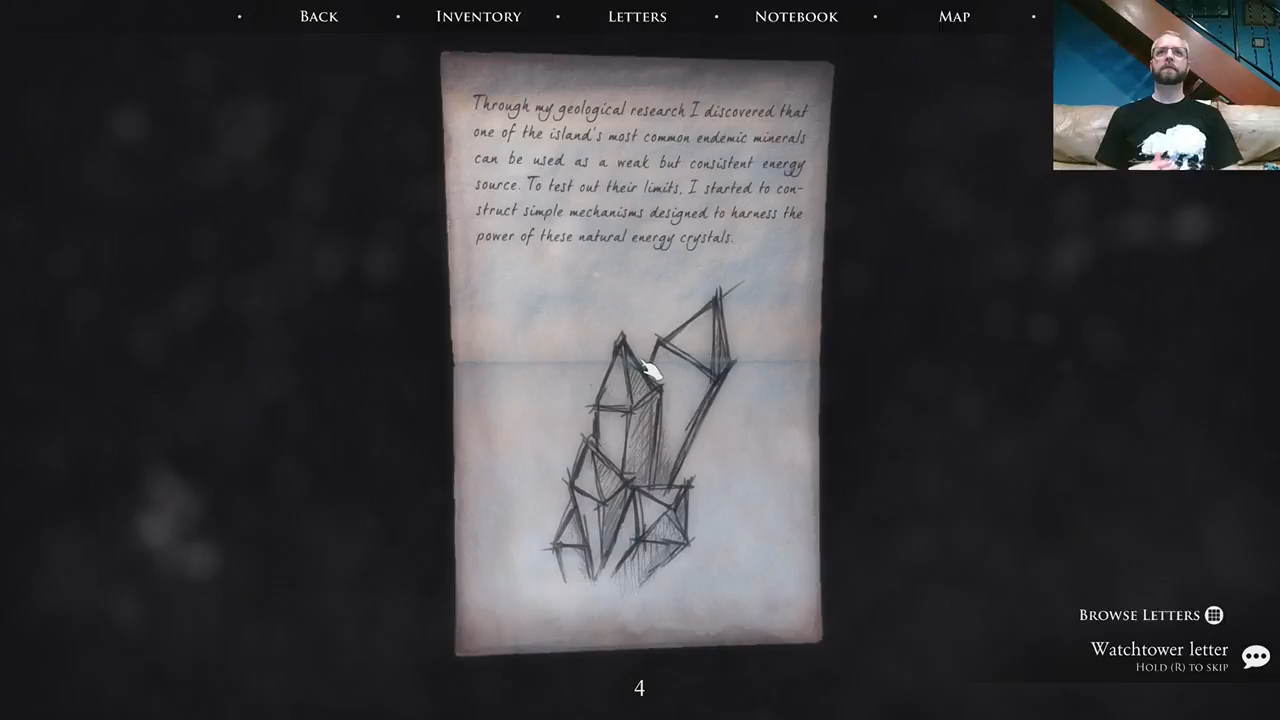 BACK
INVENTORY
LETTERS
NOTEBOOK
MAP
Through my geological research I discovered that
one of the island's most common endemic minerals
can be used as a weak but consistent energy
source. To test out their limits, I started to con-
struct simple mechanisms designed to harness the
power of these natural energy crystals.
BROWSE LETTERS
Watchtower letter
HOLD (R) TO SKIP
4